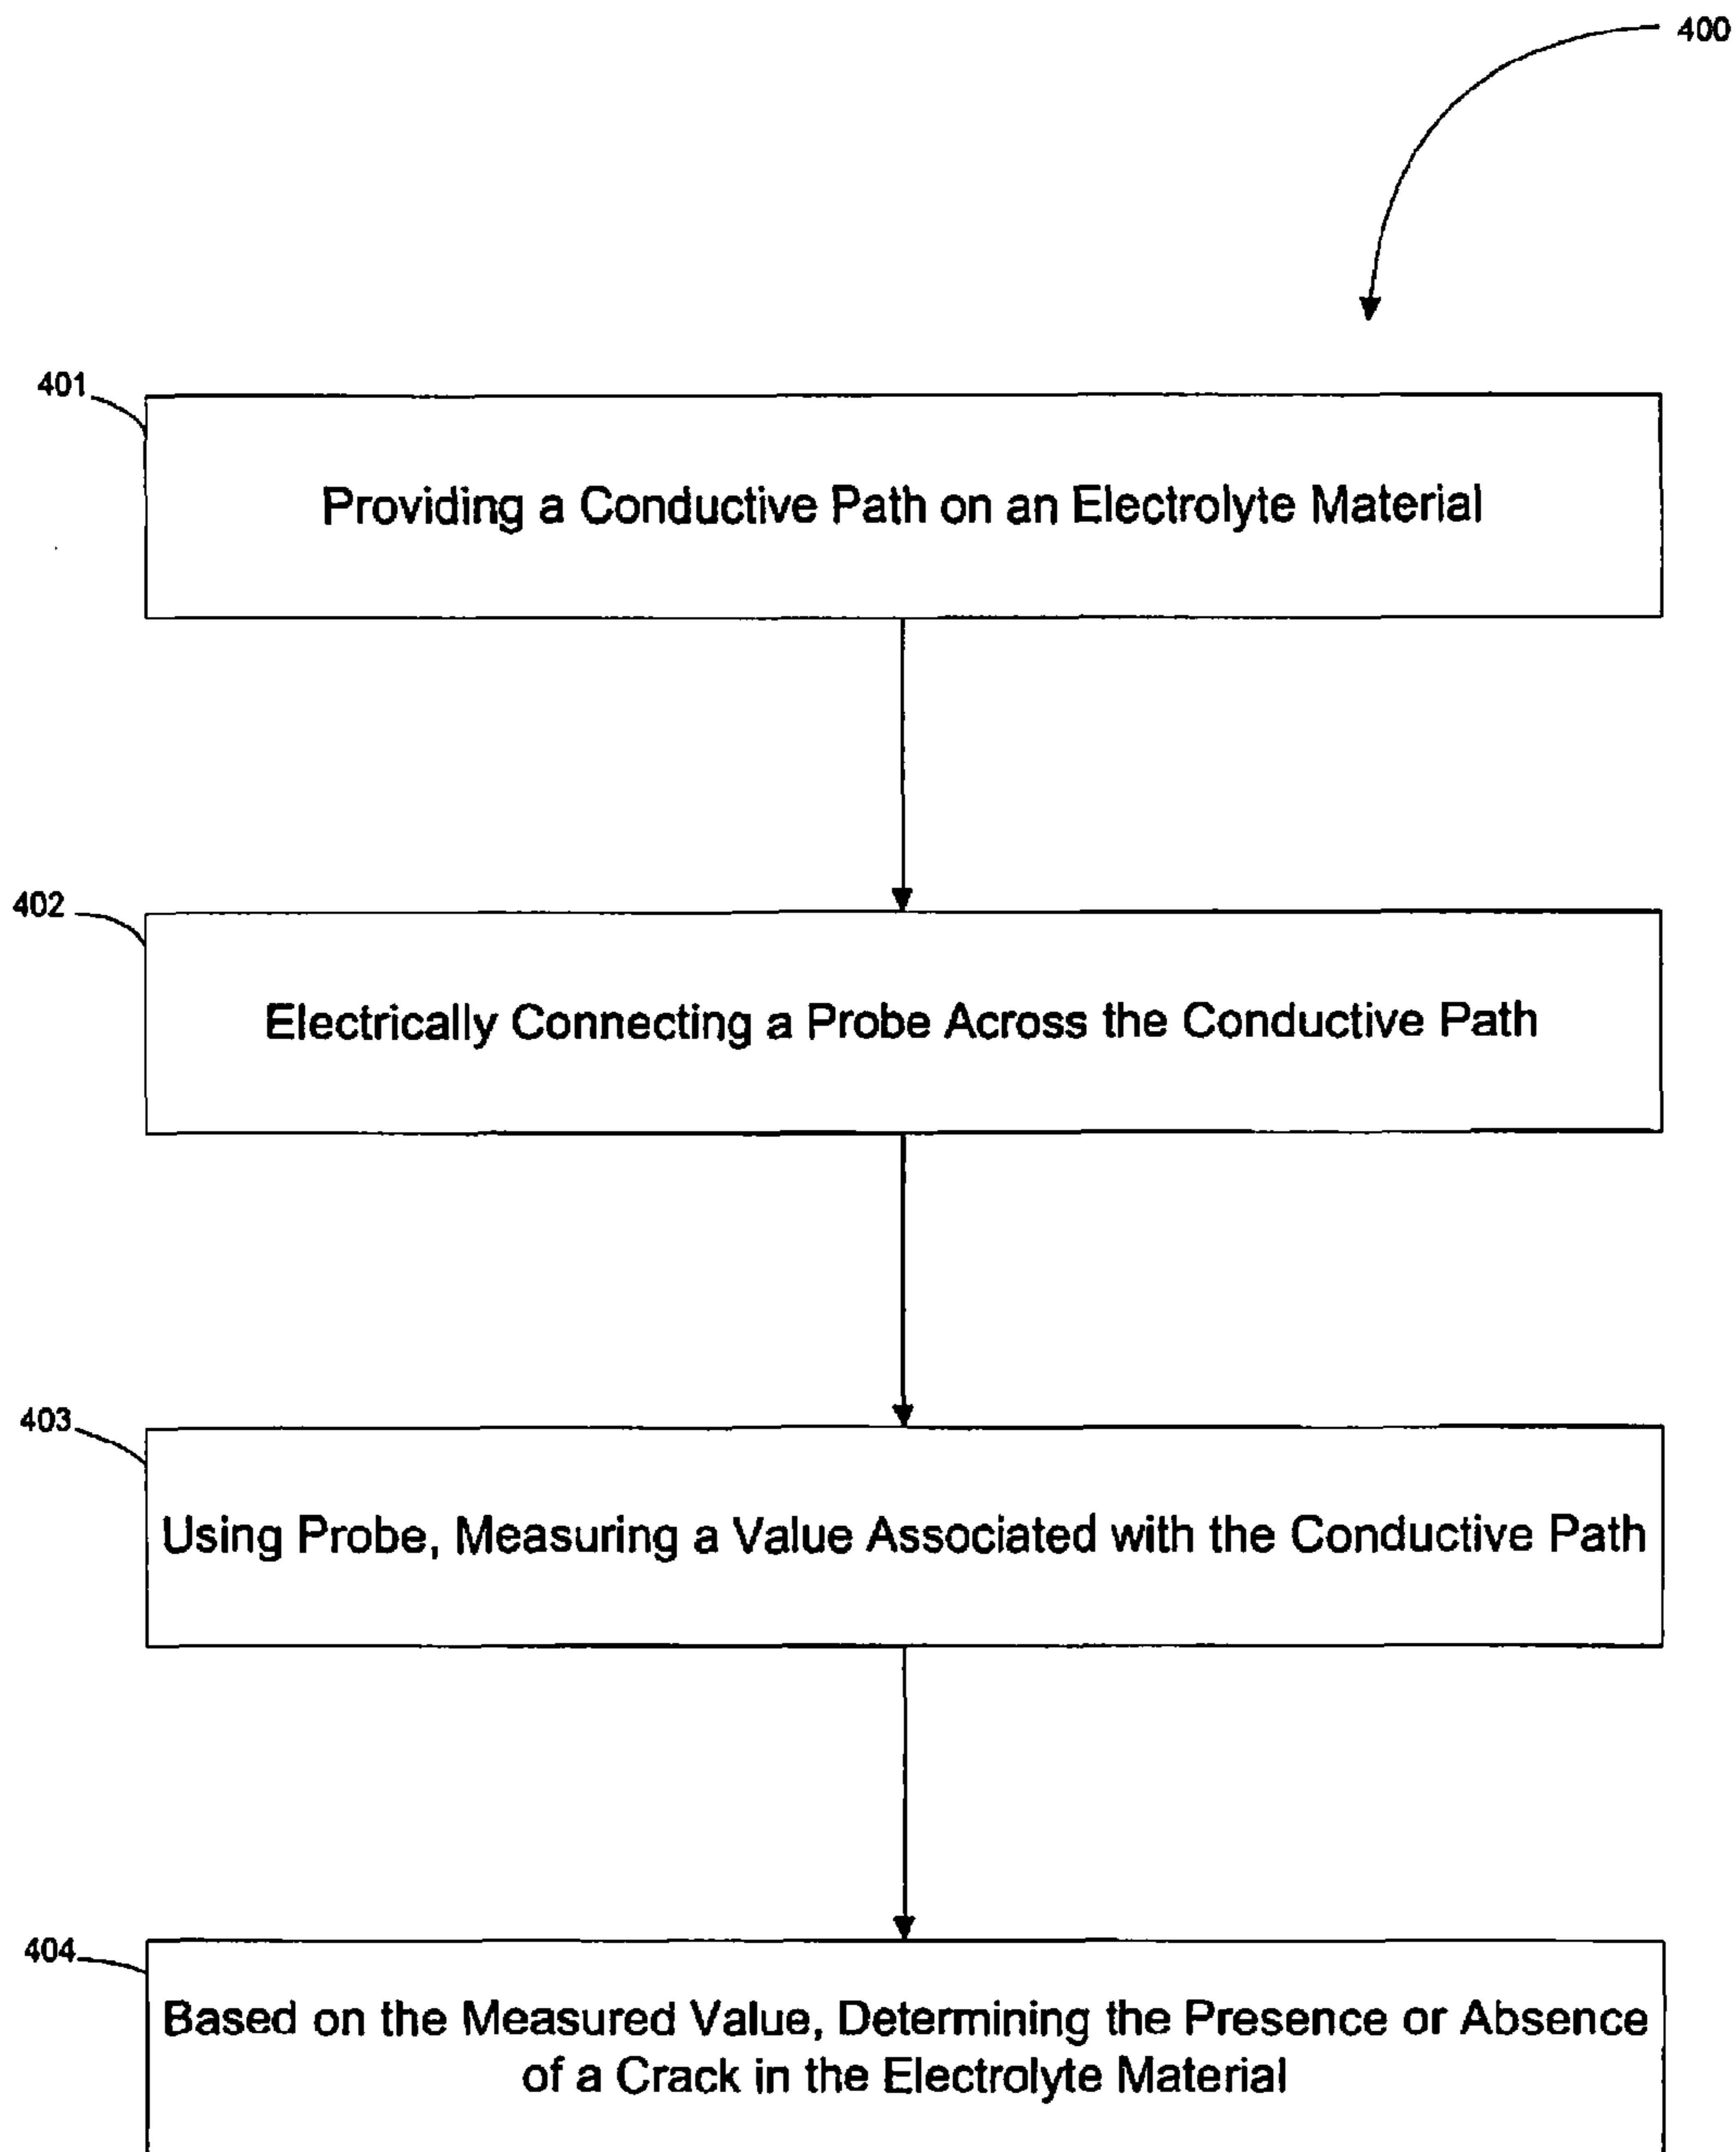 400
401
Providing a Conductive Path on an Electrolyte Material
402
Electrically Connecting a Probe Across the Conductive Path
403
Using Probe, Measuring a Value Associated with the Conductive Path
404
Based on the Measured Value, Determining the Presence or Absence
of a Crack in the Electrolyte Material